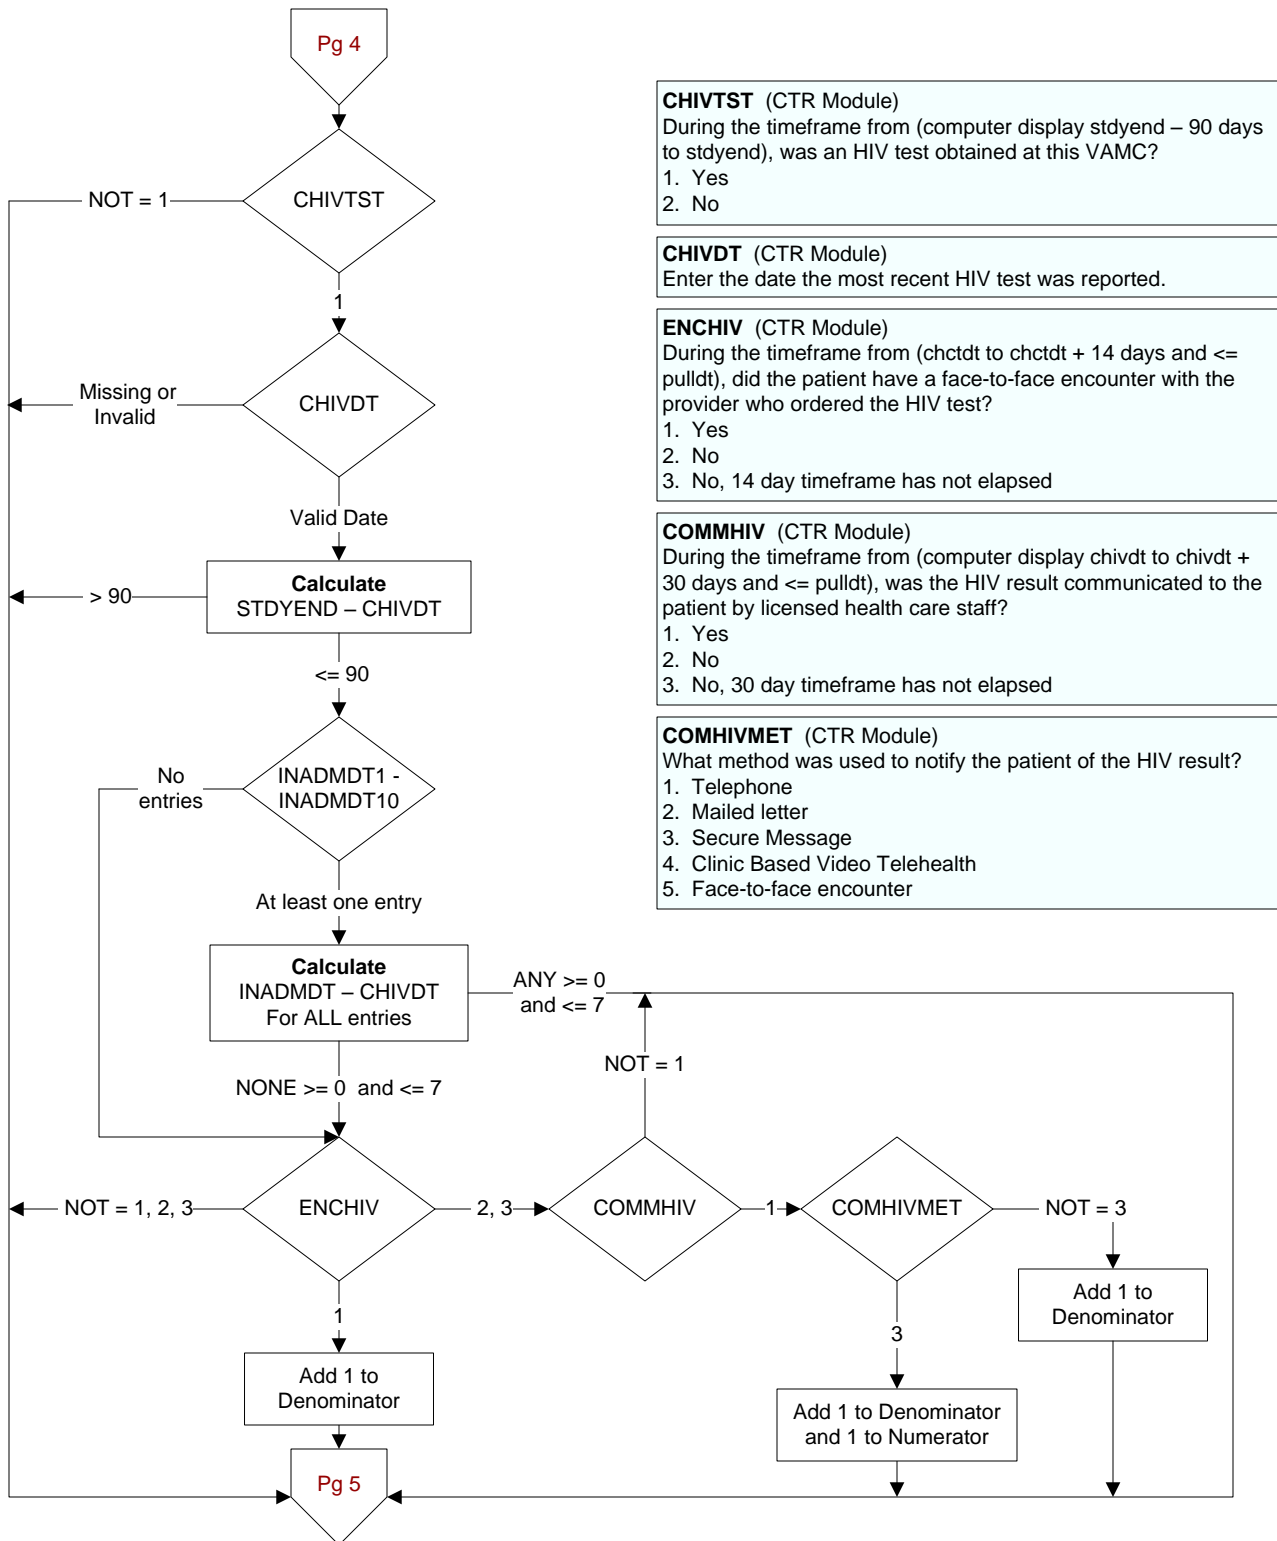 Pg 4
CHIVTST
NOT = 1
1
CHIVDT
Missing or
Invalid
Valid Date
Calculate
STDYEND – CHIVDT
> 90
<= 90
INADMDT1 -
INADMDT10
No
entries
At least one entry
Calculate
INADMDT – CHIVDT
For ALL entries
ANY >= 0
and <= 7
NONE >= 0 and <= 7
NOT = 1
ENCHIV
NOT = 1, 2, 3
2, 3
COMMHIV
1
COMHIVMET
NOT = 3
1
3
Add 1 to
Denominator
Add 1 to
Denominator
Add 1 to Denominator
and 1 to Numerator
Pg 5
CHIVTST (CTR Module)
During the timeframe from (computer display stdyend – 90 days
to stdyend), was an HIV test obtained at this VAMC?
1. Yes
2. No
CHIVDT (CTR Module)
Enter the date the most recent HIV test was reported.
ENCHIV (CTR Module)
During the timeframe from (chctdt to chctdt + 14 days and <=
pulldt), did the patient have a face-to-face encounter with the
provider who ordered the HIV test?
1. Yes
2. No
3. No, 14 day timeframe has not elapsed
COMMHIV (CTR Module)
During the timeframe from (computer display chivdt to chivdt +
30 days and <= pulldt), was the HIV result communicated to the
patient by licensed health care staff?
1. Yes
2. No
3. No, 30 day timeframe has not elapsed
COMHIVMET (CTR Module)
What method was used to notify the patient of the HIV result?
1. Telephone
2. Mailed letter
3. Secure Message
4. Clinic Based Video Telehealth
5. Face-to-face encounter